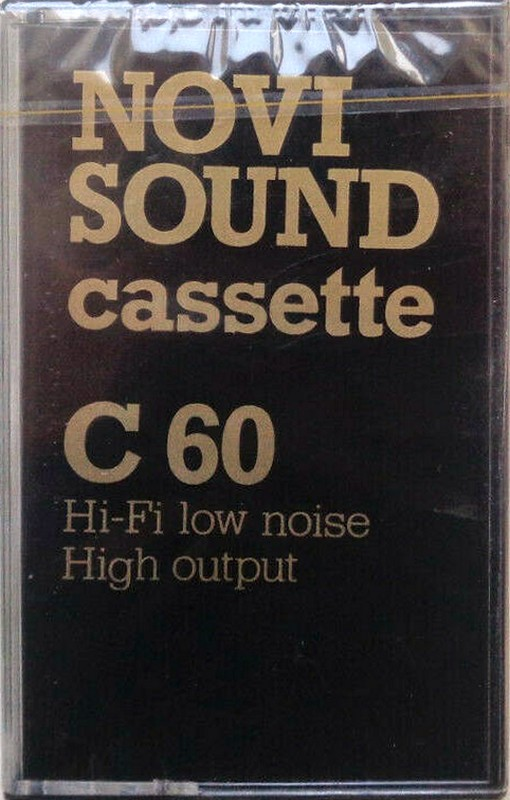 NOVI
SOUND
cassette
C 60
Hi-Fi low noise
High output